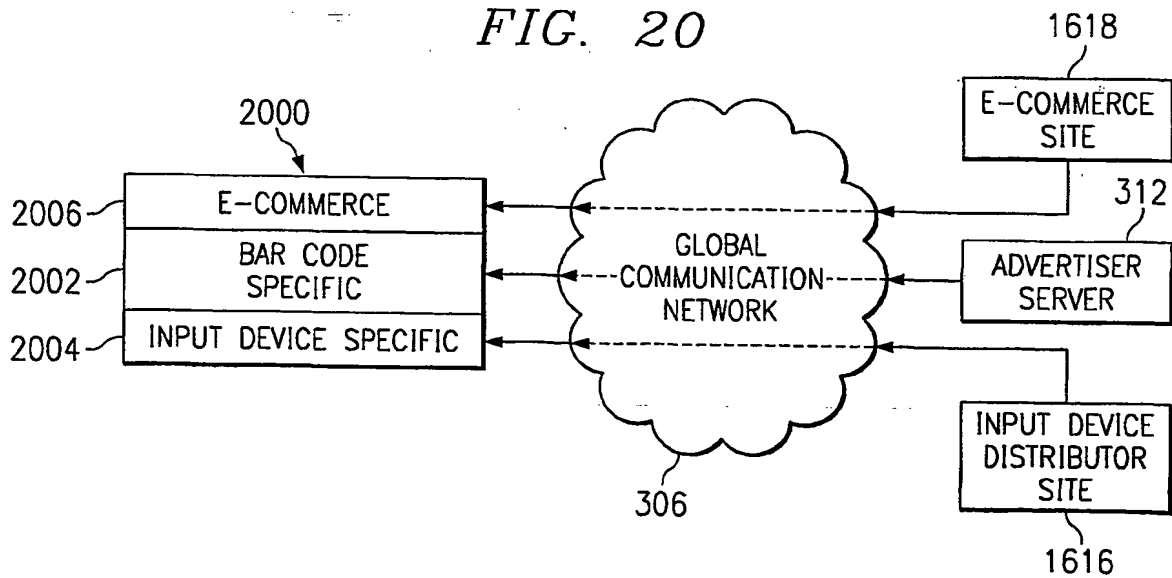 FIG. 20
1618
E-COMMERCE
SITE
2000
312
2006
E-COMMERCE
2002
BAR CODE
SPECIFIC
GLOBAL
COMMUNICATION
NETWORK
ADVERTISER
SERVER
2004
INPUT DEVICE SPECIFIC
INPUT DEVICE
DISTRIBUTOR
SITE
306
1616